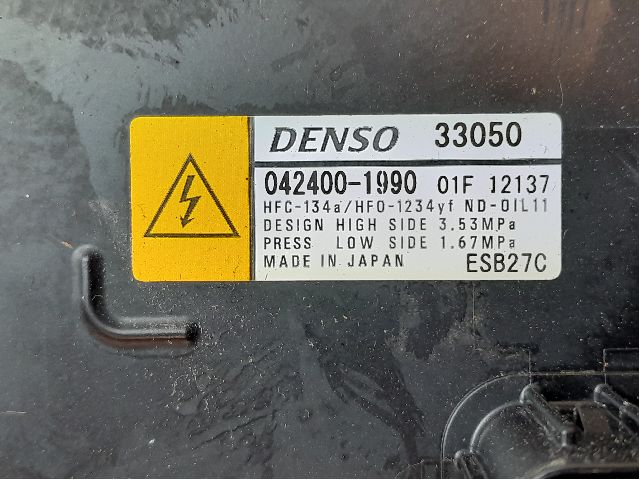 DENSO 33050
042400-1990 01F 12137
HFC-134a/HFO-1234yf ND-OIL11
DESIGN HIGH SIDE 3.53MPa
PRESS LOW SIDE 1.67MPa
MADE IN JAPAN ESB27C